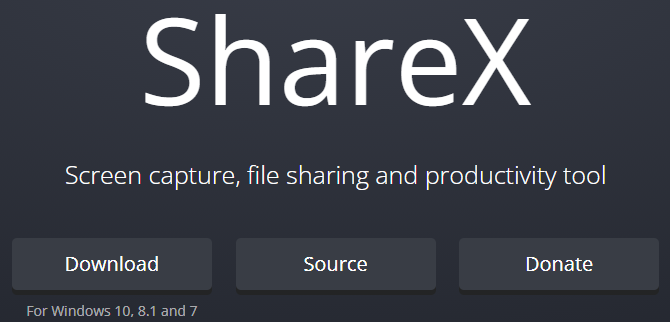 ShareX
Screen capture, file sharing and productivity tool
Download Source Donate
For Windows 10, 8.1 and 7